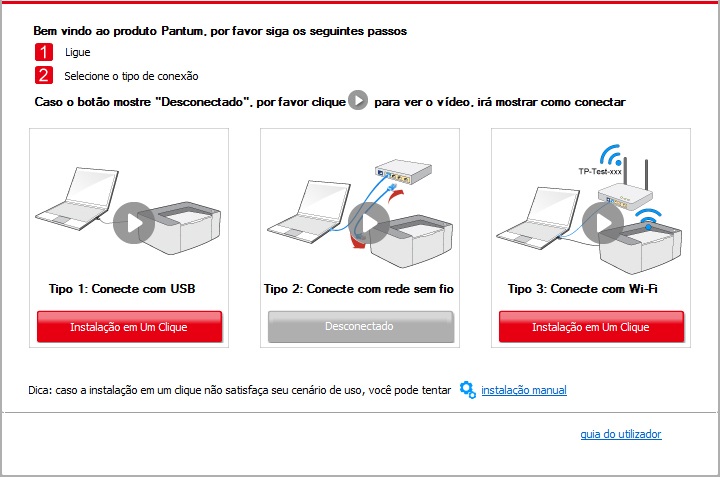 Bem vindo ao produto Pantum, por favor siga os seguintes passos
1 Ligue
2 Selecione o tipo de conexão
Caso o botão mostre "Desconectado", por favor clique para ver o vídeo, irá mostrar como conectar
TP-Test-xxx
Tipo 1: Conecte com USB
Tipo 2: Conecte com rede sem fio
Tipo 3: Conecte com Wi-Fi
Instalação em Um Clique
Desconectado
Instalação em Um Clique
Dica: caso a instalação em um clique não satisfaça seu cenário de uso, você pode tentar instalação manual
guia do utilizador